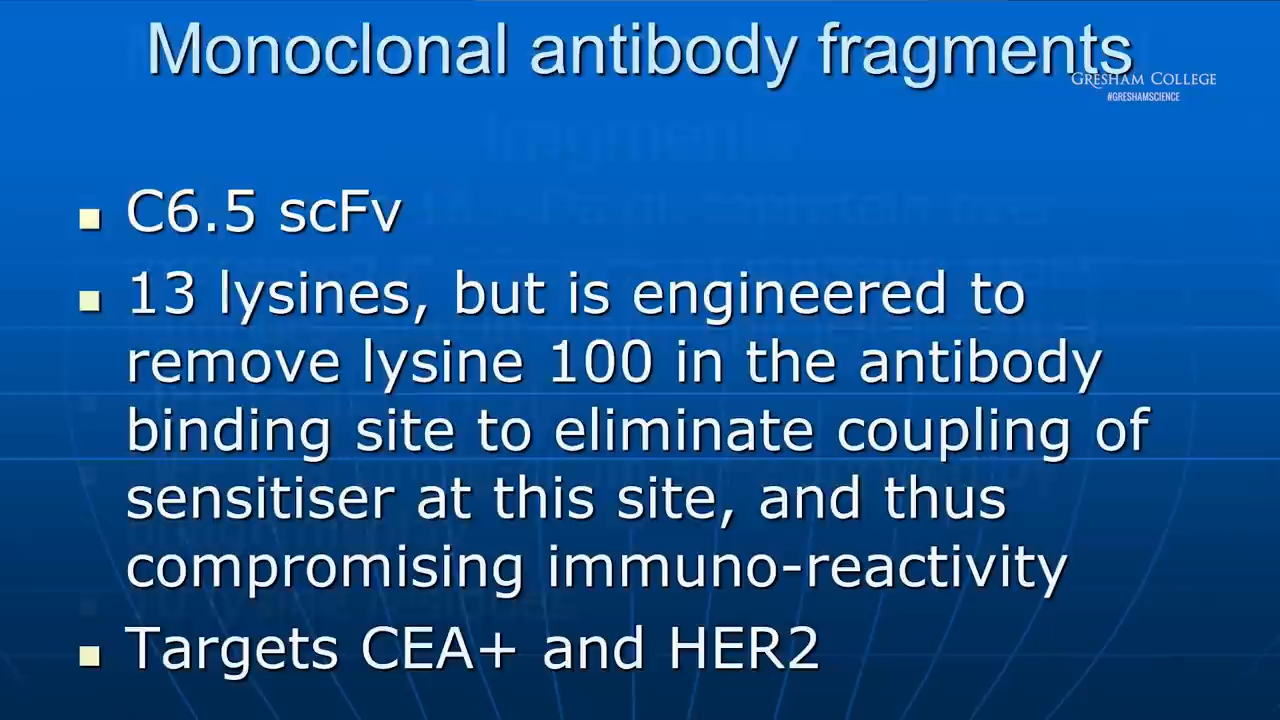 Monoclonal antibody fragments
GRESHAM COLLEGE
#GRESHAMSCIENCE
C6.5 scFv
13 lysines, but is engineered to
remove lysine 100 in the antibody
binding site to eliminate coupling of
sensitiser at this site, and thus
compromising immuno-reactivity
Targets CEA+ and HER2